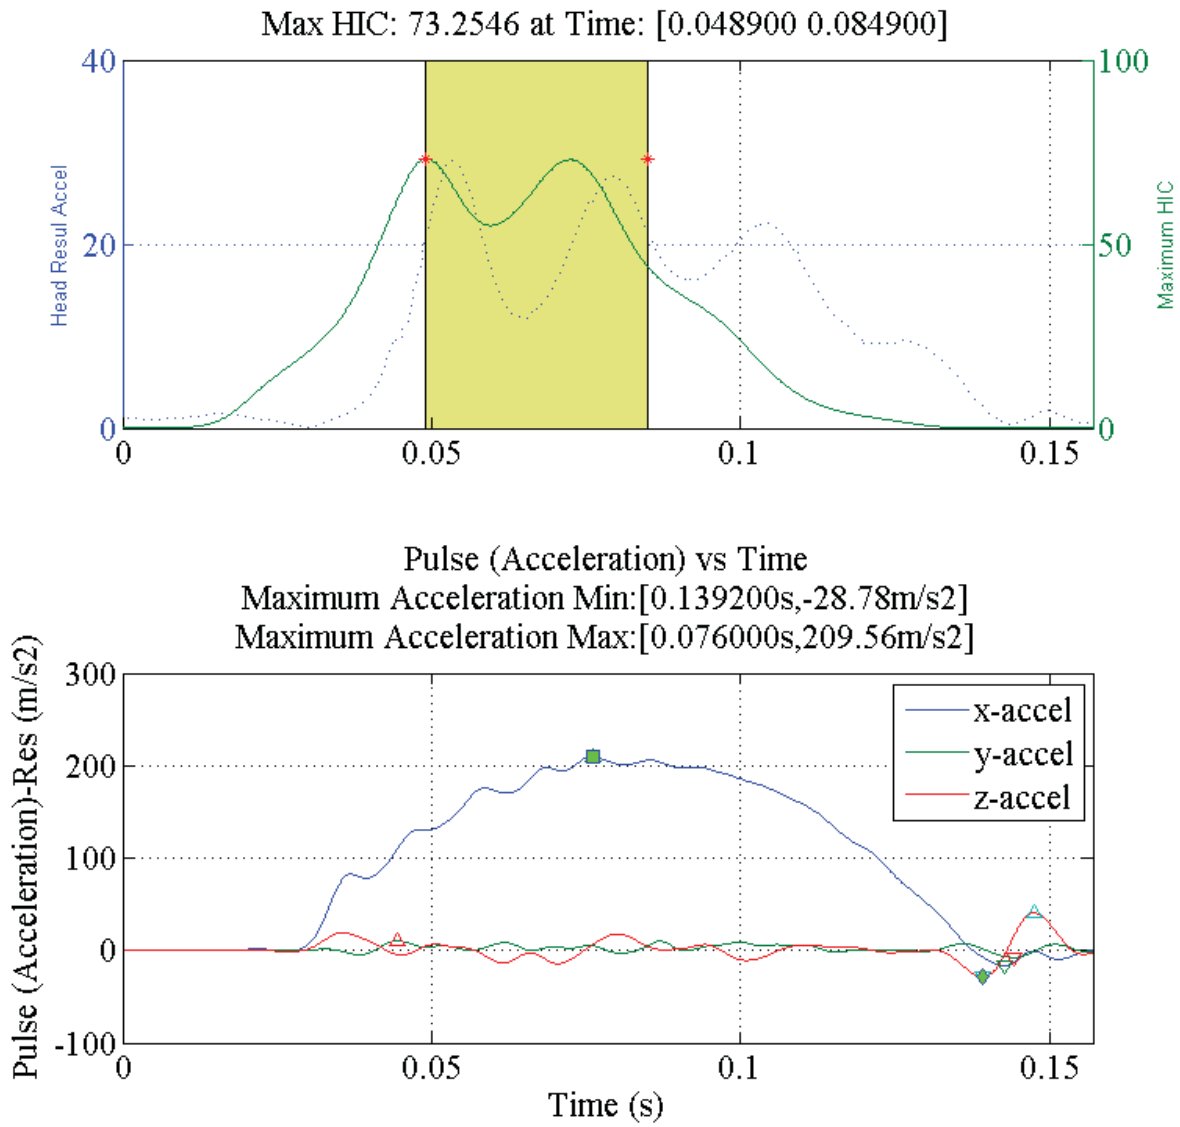 Max HIC: 73.2546 at Time: [0.048900 0.084900]
40
20
0
Head Resul Accel
100
50
0
Maximum HIC
0
0.05
0.1
0.15
Pulse (Acceleration) vs Time
Maximum Acceleration Min:[0.139200s,-28.78m/s2]
Maximum Acceleration Max:[0.076000s,209.56m/s2]
Pulse (Acceleration)-Res (m/s2)
300
200
100
0
-100
x-accel
y-accel
z-accel
0
0.05
0.1
0.15
Time (s)